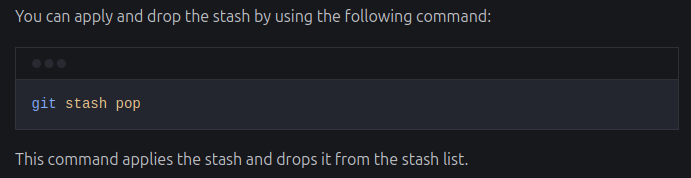 You can apply and drop the stash by using the following command:
git stash pop
This command applies the stash and drops it from the stash list.